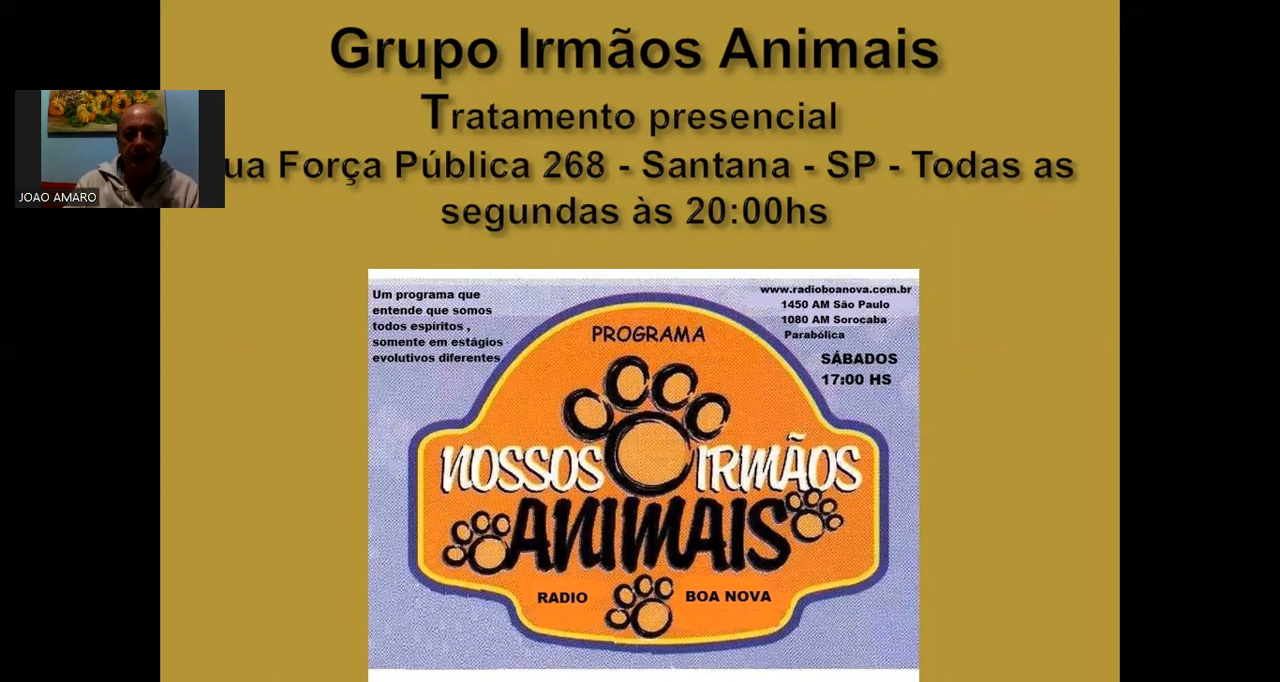 Grupo Irmãos Animais
Tratamento presencial
ua Força Pública 268 - Santana - SP - Todas as
segundas às 20:00hs
JOAO AMARO
Um programa que
entende que somos
todos espíritos ,
somente em estágios
evolutivos diferentes
www.radioboanova.com.br
1450 AM São Paulo
1080 AM Sorocaba
Parabólica
SÁBADOS
17:00 HS
PROGRAMA
NOSSOS IRMÃOS
ANIMAIS
RADIO BOA NOVA